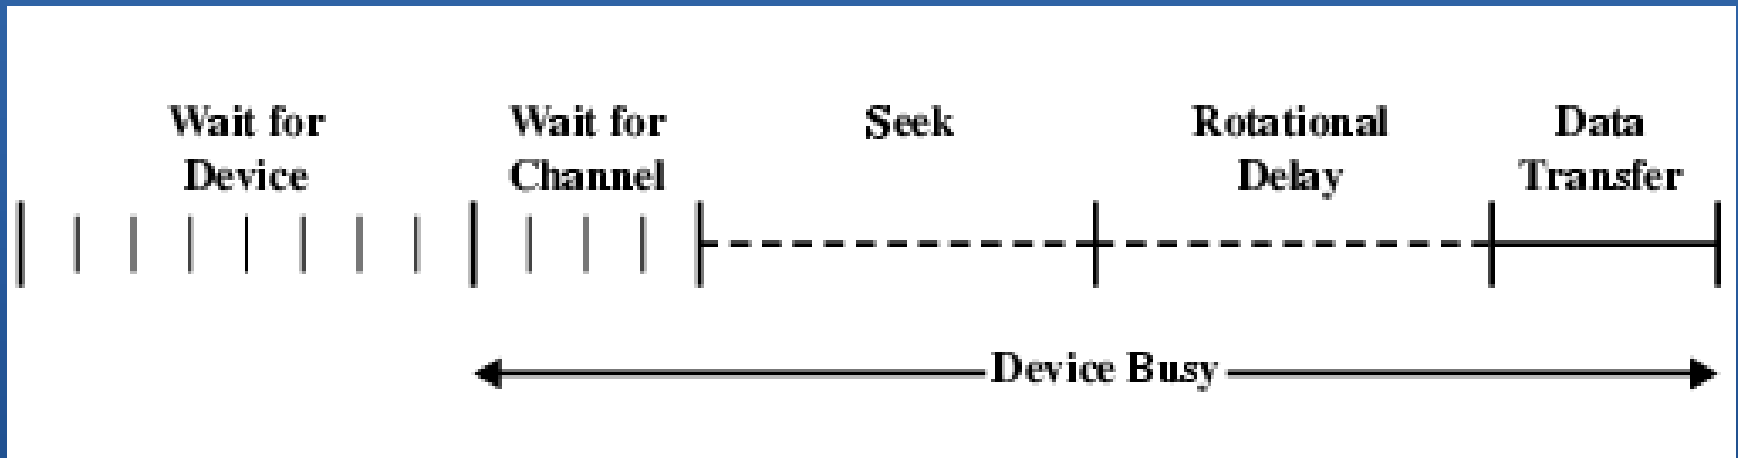 Wait for
Device
Wait for
Channel
Seek
Rotational
Delay
Data
Transfer
Device Busy